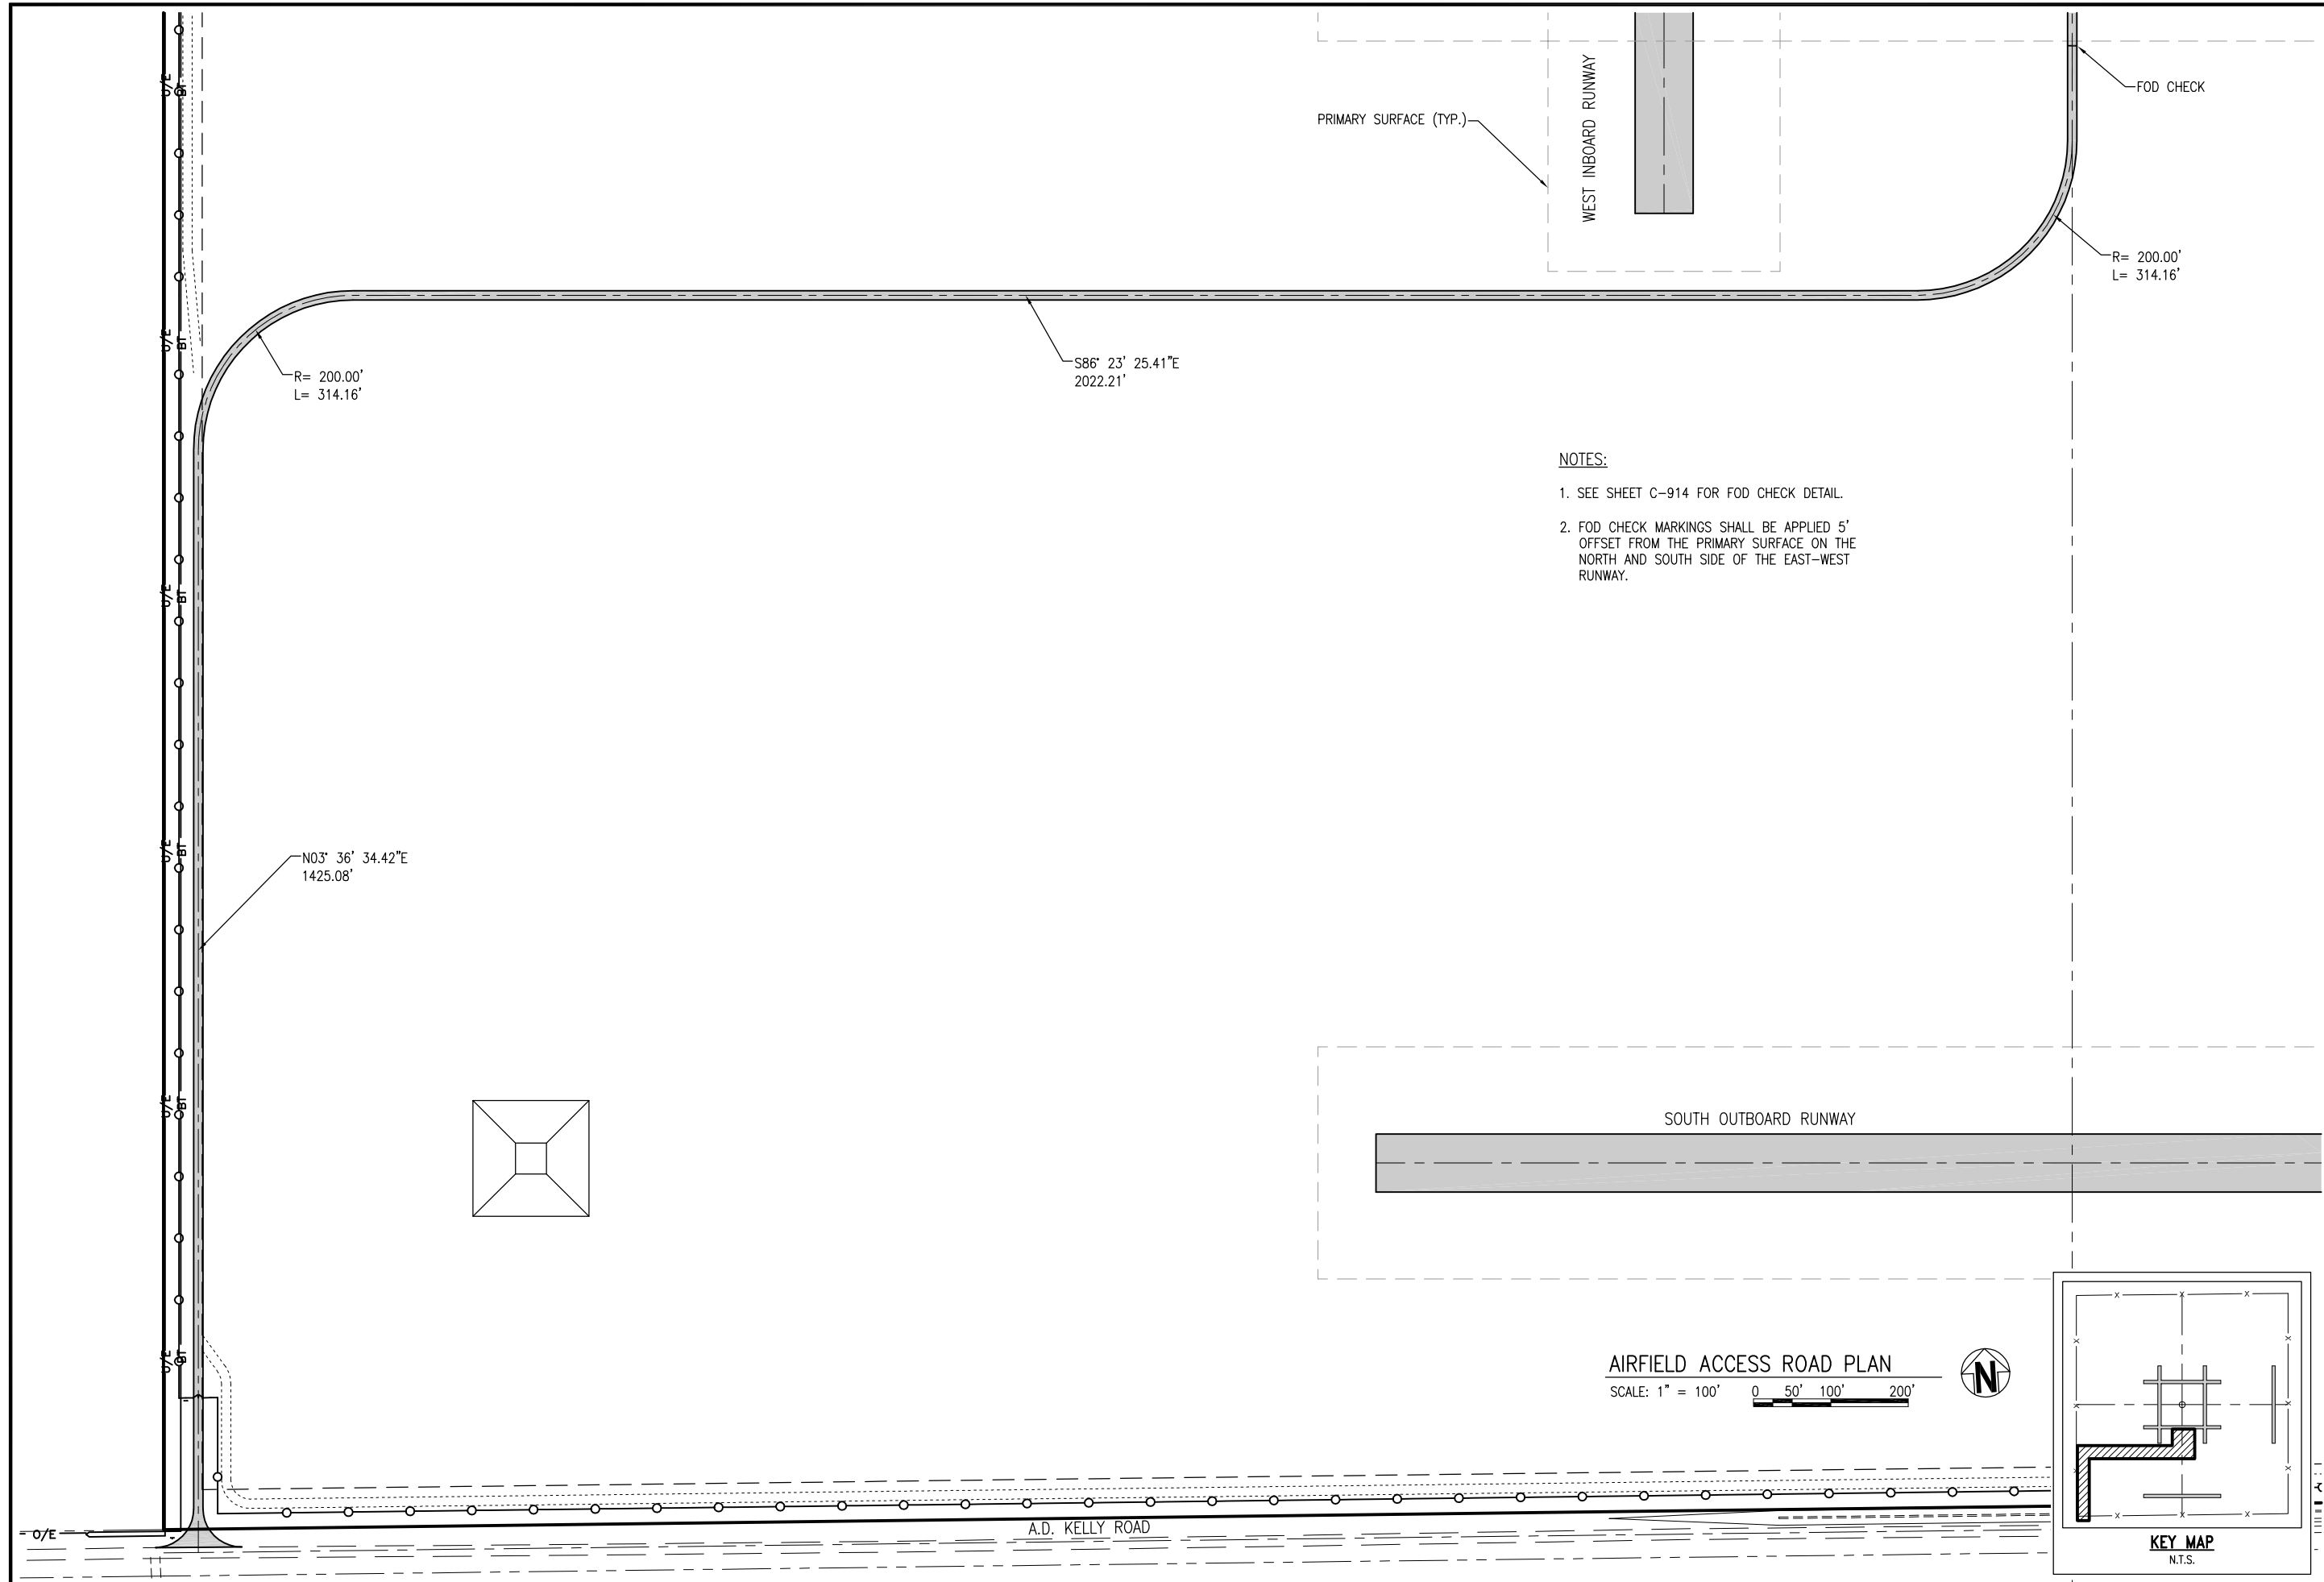 O/E
BT
WEST INBOARD RUNWAY
FOD CHECK
PRIMARY SURFACE (TYP.)
R= 200.00'
L= 314.16'
O/E
BT
S86° 23' 25.41"E
2022.21'
R= 200.00'
L= 314.16'
NOTES:
1. SEE SHEET C-914 FOR FOD CHECK DETAIL.
2. FOD CHECK MARKINGS SHALL BE APPLIED 5'
OFFSET FROM THE PRIMARY SURFACE ON THE
NORTH AND SOUTH SIDE OF THE EAST-WEST
RUNWAY.
O/E
BT
O/E
BT
N03° 36' 34.42"E
1425.08'
O/E
BT
SOUTH OUTBOARD RUNWAY
O/E
BT
AIRFIELD ACCESS ROAD PLAN
SCALE: 1" = 100'
0 50' 100' 200'
N
O/E
A.D. KELLY ROAD
X X X
X X
X X
X X
X X X
KEY MAP
N.T.S.